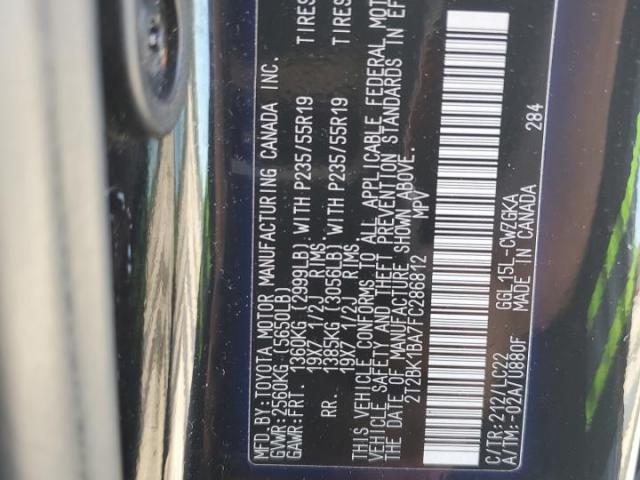 MFD.BY:TOYOTA MOTOR MANUFACTURING CANADA INC.
GVWR:2560KG (5650LB)
GAWR:FRT. 1360KG (2999LB) WITH P235/55R19 TIRES
19X7 1/2J RIMS.
RR. 1385KG (3056LB) WITH P235/55R19 TIRES
19X7 1/2J RIMS.
THIS VEHICLE CONFORMS TO ALL APPLICABLE FEDERAL MOT
VEHICLE SAFETY AND THEFT PREVENTION STANDARDS IN EF
DATE OF MANUFACTURE SHOWN ABOVE.
2T2BK1BA7FC286812 MPV
284
C/TR:212/LC22 GGL15L-CWZGKA
A/TM:-02A/U880F MADE IN CANADA